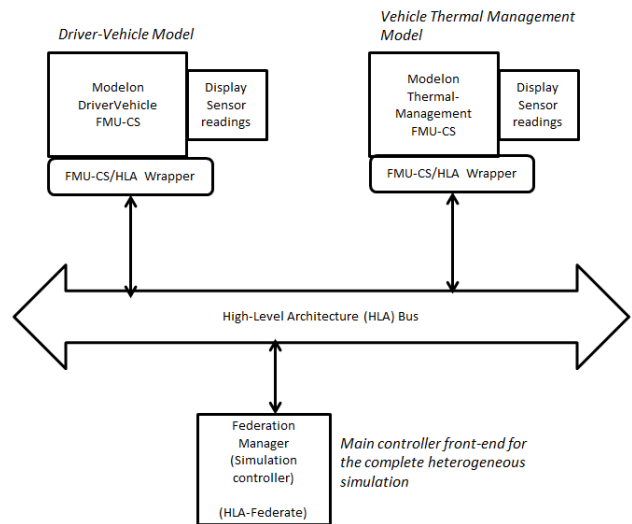 Driver-Vehicle Model
Modelon
DriverVehicle
FMU-CS
Display
Sensor
readings
FMU-CS/HLA Wrapper
Vehicle Thermal Management
Model
Modelon
Thermal-
Management
FMU-CS
Display
Sensor
readings
FMU-CS/HLA Wrapper
High-Level Architecture (HLA) Bus
Federation
Manager
(Simulation
controller)
(HLA-Federate)
Main controller front-end for
the complete heterogeneous
simulation